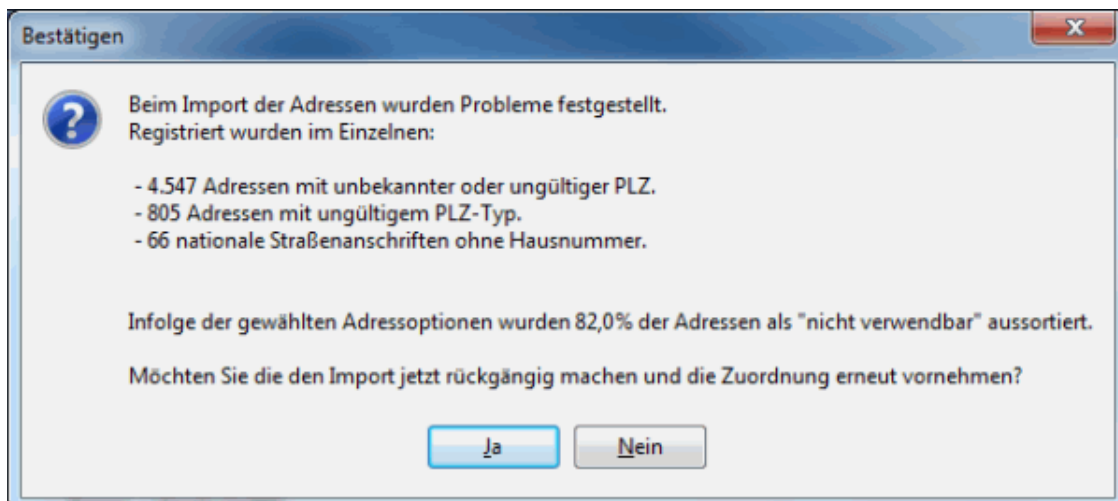 Bestätigen
Beim Import der Adressen wurden Probleme festgestellt.
Registriert wurden im Einzelnen:
- 4.547 Adressen mit unbekannter oder ungültiger PLZ.
- 805 Adressen mit ungültigem PLZ-Typ.
- 66 nationale Straßenanschriften ohne Hausnummer.
Infolge der gewählten Adressoptionen wurden 82,0% der Adressen als "nicht verwendbar" aussortiert.
Möchten Sie die den Import jetzt rückgängig machen und die Zuordnung erneut vornehmen?
Ja Nein